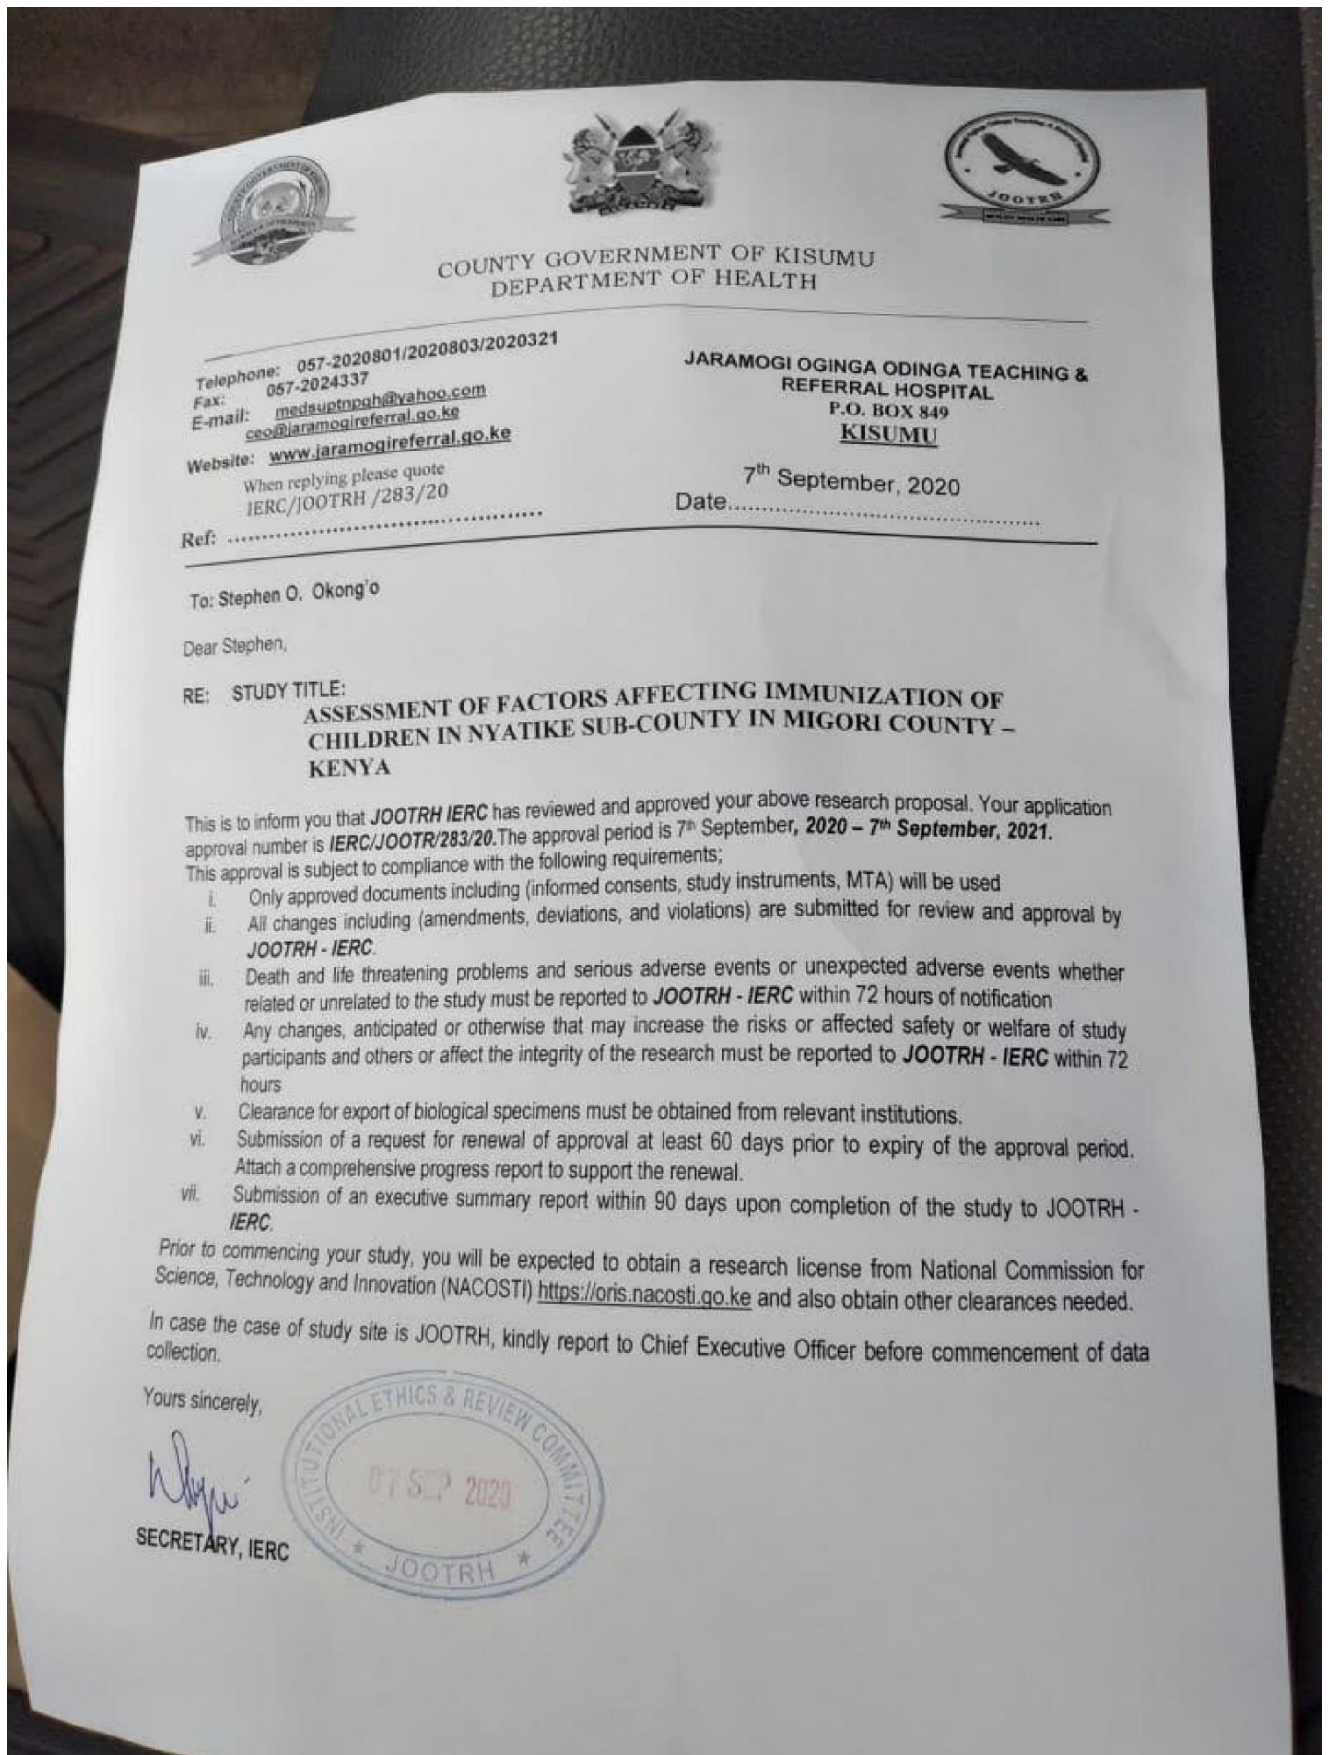 JOOTRH
COUNTY GOVERNMENT OF KISUMU
DEPARTMENT OF HEALTH
Telephone: 057-2020801/2020803/2020321
Fax: 057-2024337
E-mail: medsuptnpgh@yahoo.com
ceo@jaramogireferral.go.ke
Website: www.jaramogireferral.go.ke
When replying please quote
IERC/JOOTRH /283/20
Ref: ................................................
JARAMOGI OGINGA ODINGA TEACHING &
REFERRAL HOSPITAL
P.O. BOX 849
KISUMU
7th September, 2020
Date................................................
To: Stephen O. Okong'o
Dear Stephen,
RE: STUDY TITLE:
ASSESSMENT OF FACTORS AFFECTING IMMUNIZATION OF
CHILDREN IN NYATIKE SUB-COUNTY IN MIGORI COUNTY –
KENYA
This is to inform you that JOOTRH IERC has reviewed and approved your above research proposal. Your application
approval number is IERC/JOOTR/283/20.The approval period is 7th September, 2020 – 7th September, 2021.
This approval is subject to compliance with the following requirements;
i. Only approved documents including (informed consents, study instruments, MTA) will be used
ii. All changes including (amendments, deviations, and violations) are submitted for review and approval by
JOOTRH - IERC.
iii. Death and life threatening problems and serious adverse events or unexpected adverse events whether
related or unrelated to the study must be reported to JOOTRH - IERC within 72 hours of notification
iv. Any changes, anticipated or otherwise that may increase the risks or affected safety or welfare of study
participants and others or affect the integrity of the research must be reported to JOOTRH - IERC within 72
hours
v. Clearance for export of biological specimens must be obtained from relevant institutions.
vi. Submission of a request for renewal of approval at least 60 days prior to expiry of the approval period.
Attach a comprehensive progress report to support the renewal.
vii. Submission of an executive summary report within 90 days upon completion of the study to JOOTRH -
IERC.
Prior to commencing your study, you will be expected to obtain a research license from National Commission for
Science, Technology and Innovation (NACOSTI) https://oris.nacosti.go.ke and also obtain other clearances needed.
In case the case of study site is JOOTRH, kindly report to Chief Executive Officer before commencement of data
collection.
Yours sincerely,
SECRETARY, IERC
INSTITUTIONAL ETHICS & REVIEW COMMITTEE
07 SEP 2020
* JOOTRH *